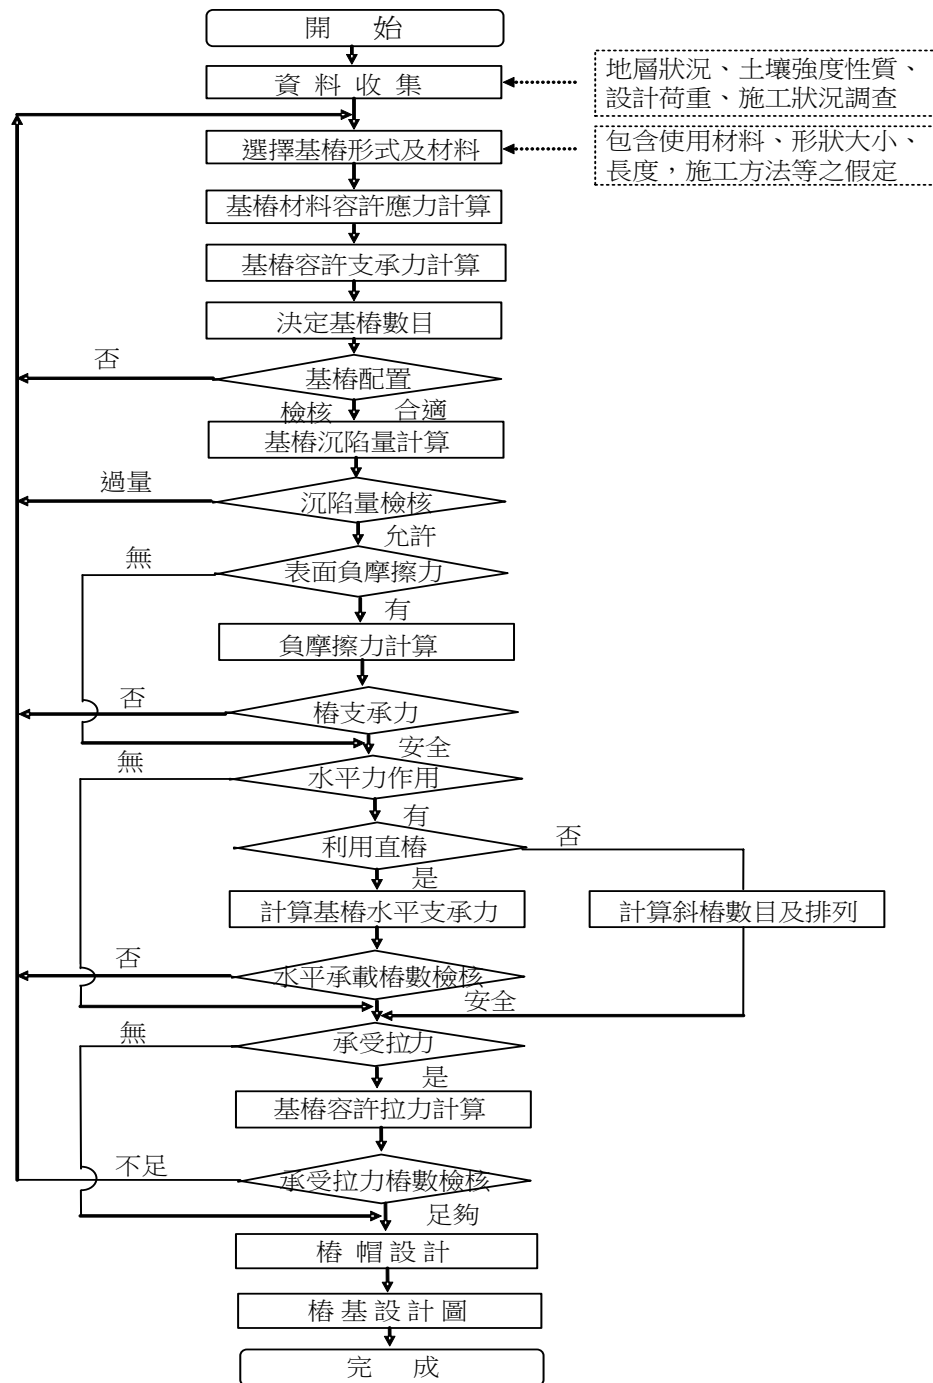 開 始
資料收集
地層狀況、土壤強度性質、
設計荷重、施工狀況調查
選擇基樁形式及材料
包含使用材料、形狀大小、
長度,施工方法等之假定
基樁材料容許應力計算
基樁容許支承力計算
決定基樁數目
否
基樁配置
檢核 合適
基樁沉陷量計算
過量
沉陷量檢核
允許
無
表面負摩擦力
有
負摩擦力計算
否
樁支承力
安全
無
水平力作用
有
利用直樁
否
是
計算基樁水平支承力
計算斜樁數目及排列
否
水平承載樁數檢核
安全
無
承受拉力
是
基樁容許拉力計算
不足
承受拉力樁數檢核
足夠
樁帽設計
樁基設計圖
完 成